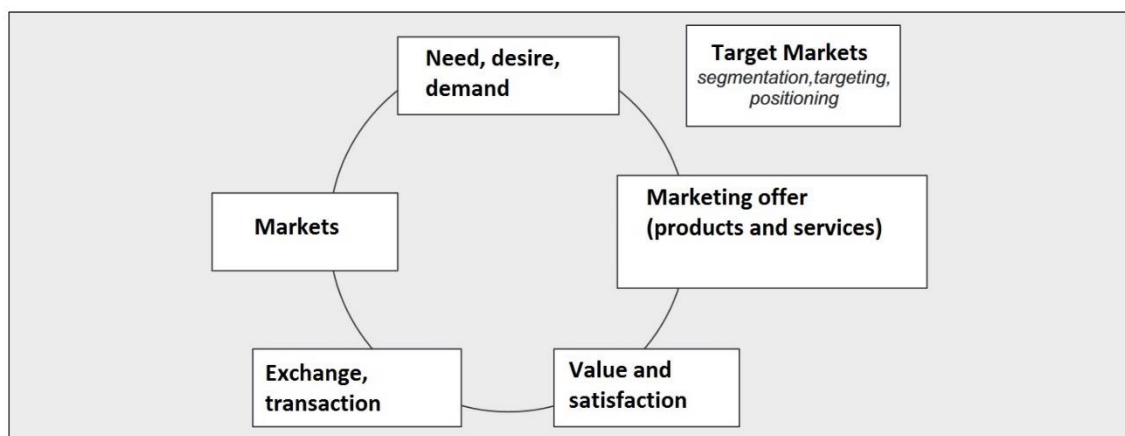 Need, desire,
demand
Target Markets
segmentation,targeting,
positioning
Markets
Marketing offer
(products and services)
Exchange,
transaction
Value and
satisfaction